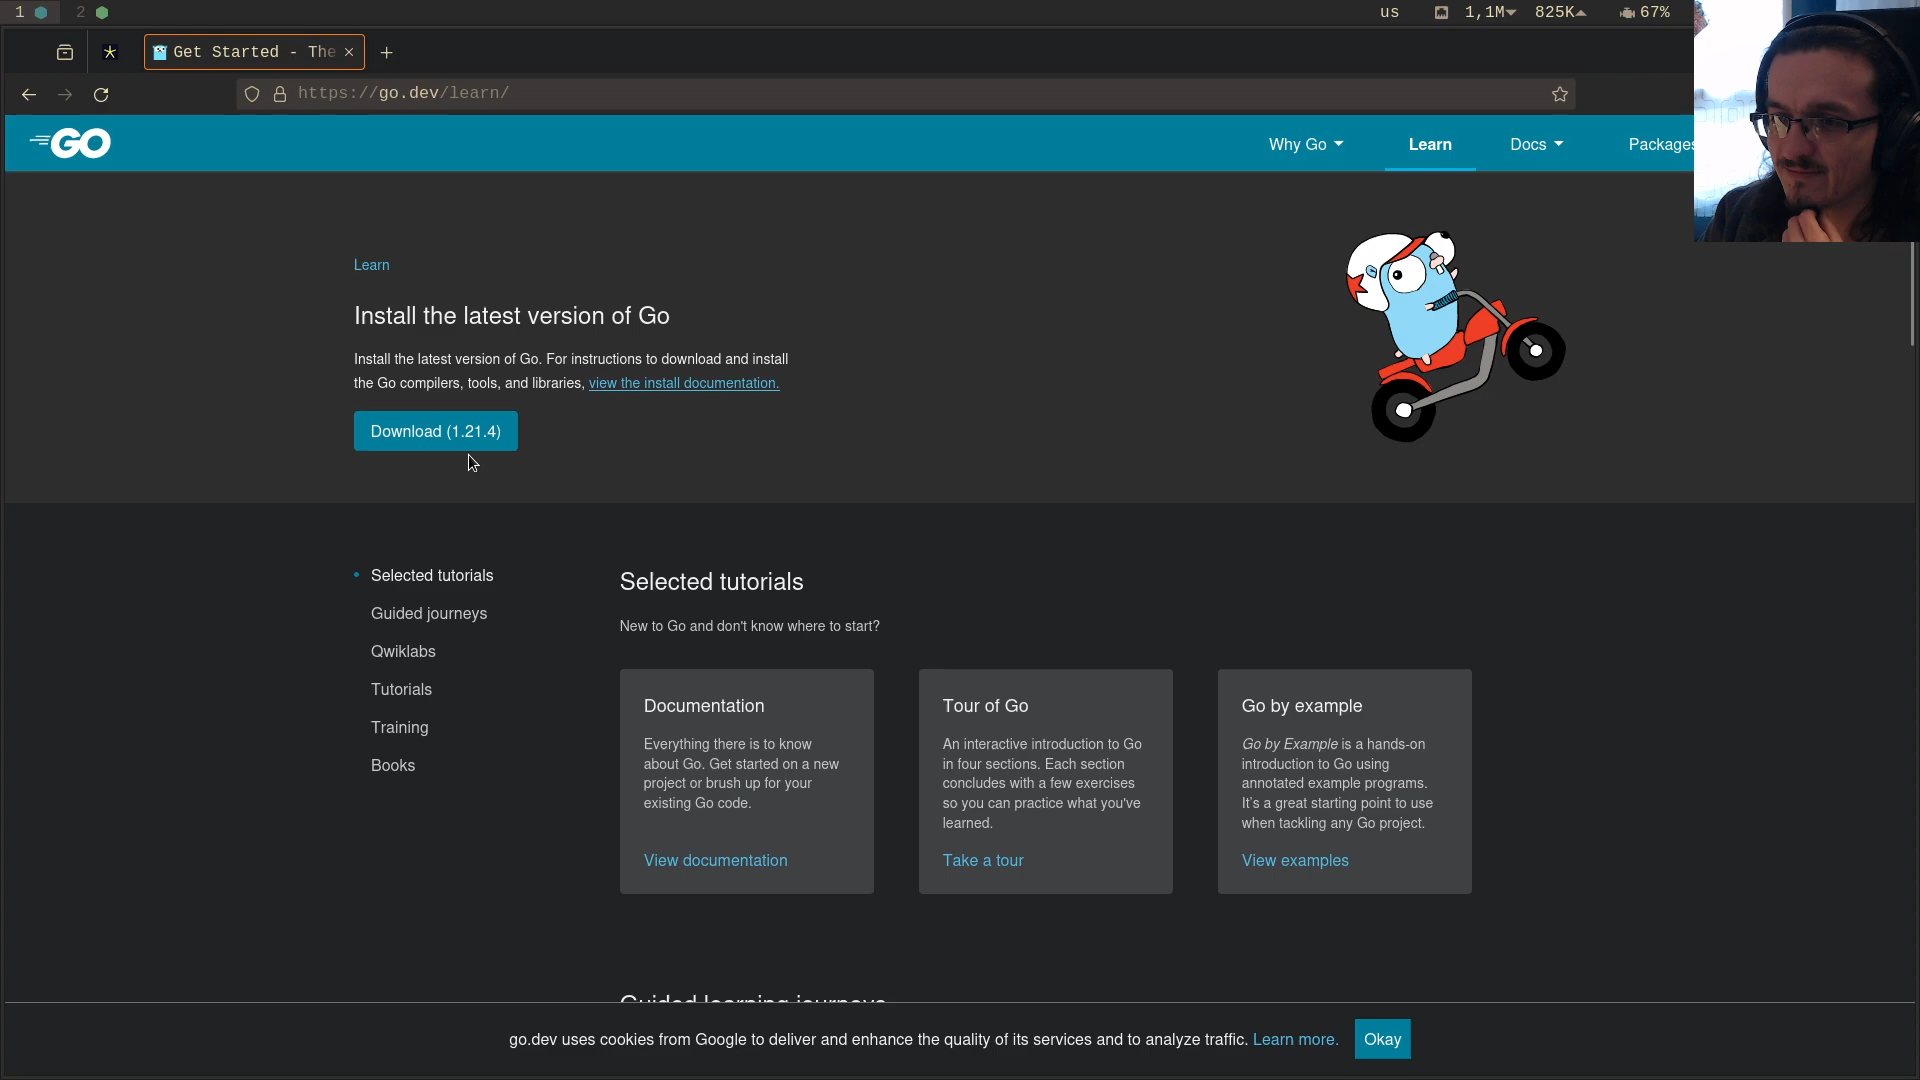 1
2
us
1,1M
825K
67%
Get Started - The
https://go.dev/learn/
GO
Why Go
Learn
Docs
Packages
Learn
Install the latest version of Go
Install the latest version of Go. For instructions to download and install
the Go compilers, tools, and libraries, view the install documentation.
Download (1.21.4)
Selected tutorials
Guided journeys
Qwiklabs
Tutorials
Training
Books
Selected tutorials
New to Go and don't know where to start?
Documentation
Everything there is to know
about Go. Get started on a new
project or brush up for your
existing Go code.
View documentation
Tour of Go
An interactive introduction to Go
in four sections. Each section
concludes with a few exercises
so you can practice what you've
learned.
Take a tour
Go by example
Go by Example is a hands-on
introduction to Go using
annotated example programs.
It's a great starting point to use
when tackling any Go project.
View examples
Guided learning journeys
go.dev uses cookies from Google to deliver and enhance the quality of its services and to analyze traffic. Learn more.
Okay